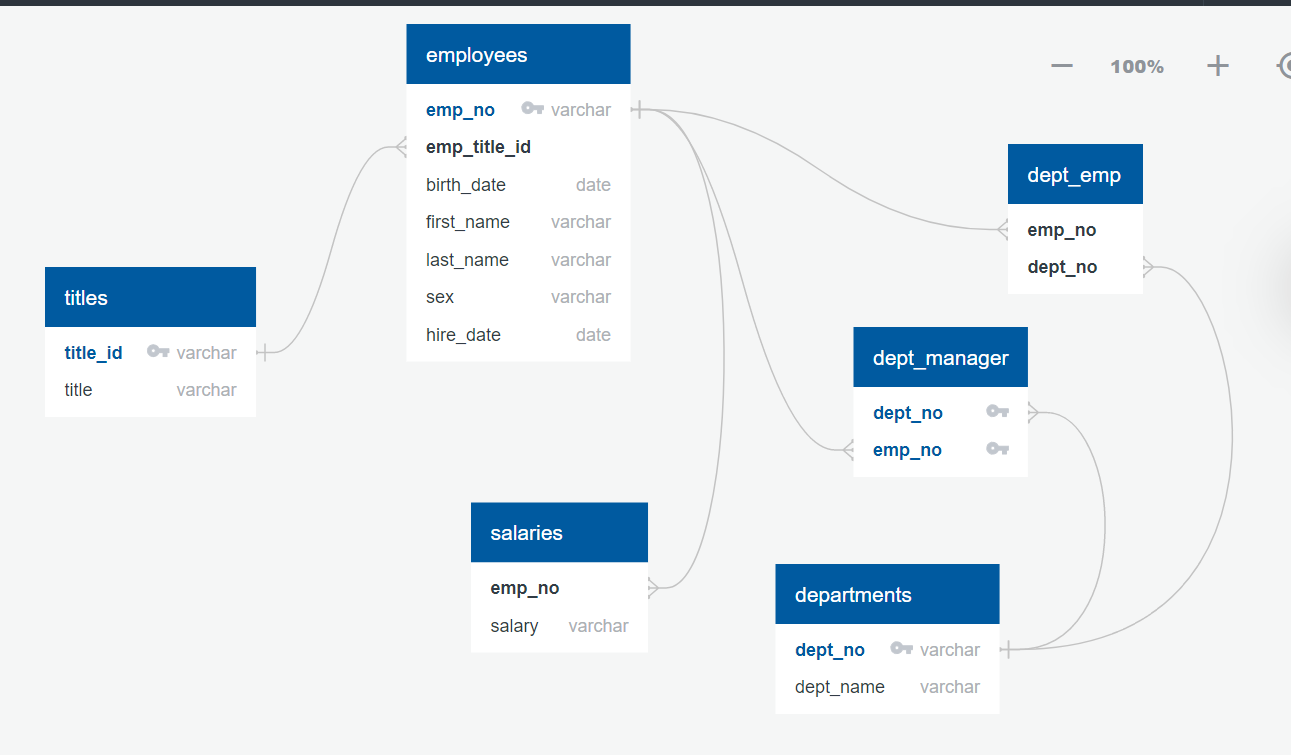 employees
emp_no varchar
emp_title_id
birth_date date
first_name varchar
last_name varchar
sex varchar
hire_date date
100%
dept_emp
emp_no
dept_no
titles
title_id varchar
title varchar
dept_manager
dept_no
emp_no
salaries
emp_no
salary varchar
departments
dept_no varchar
dept_name varchar